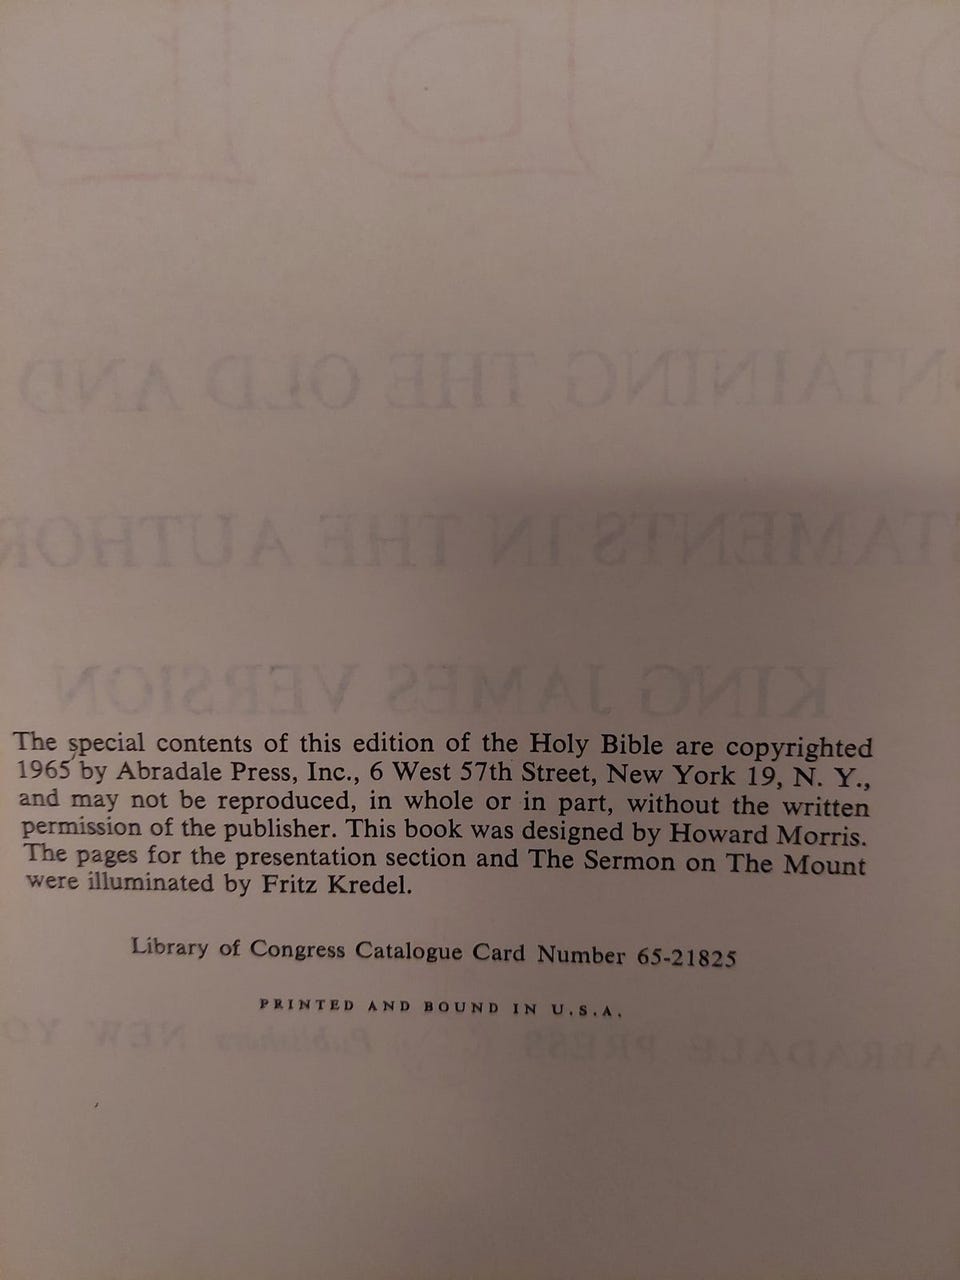 The special contents of this edition of the Holy Bible are copyrighted
1965 by Abradale Press, Inc., 6 West 57th Street, New York 19, N. Y.,
and may not be reproduced, in whole or in part, without the written
permission of the publisher. This book was designed by Howard Morris.
The pages for the presentation section and The Sermon on The Mount
were illuminated by Fritz Kredel.
Library of Congress Catalogue Card Number 65-21825
PRINTED AND BOUND IN U.S.A.